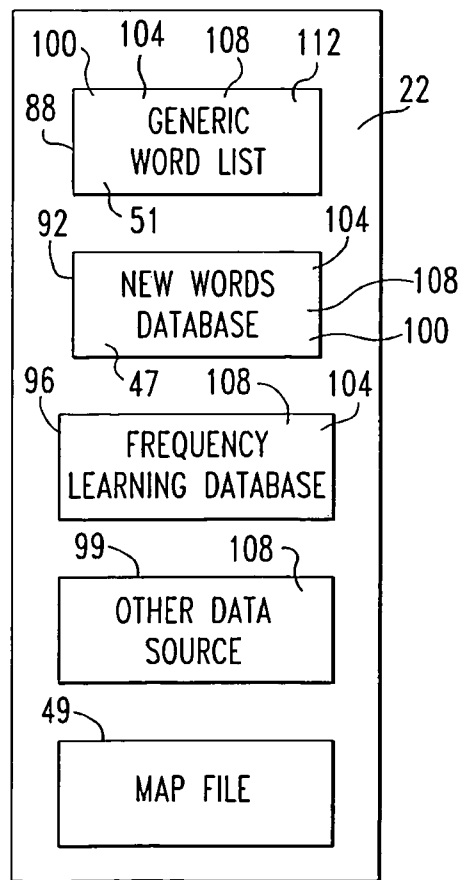 100 104 108 112
22
88
GENERIC
WORD LIST
51
92 104
NEW WORDS
DATABASE
108
100
47
96 108 104
FREQUENCY
LEARNING DATABASE
99 108
OTHER DATA
SOURCE
49
MAP FILE